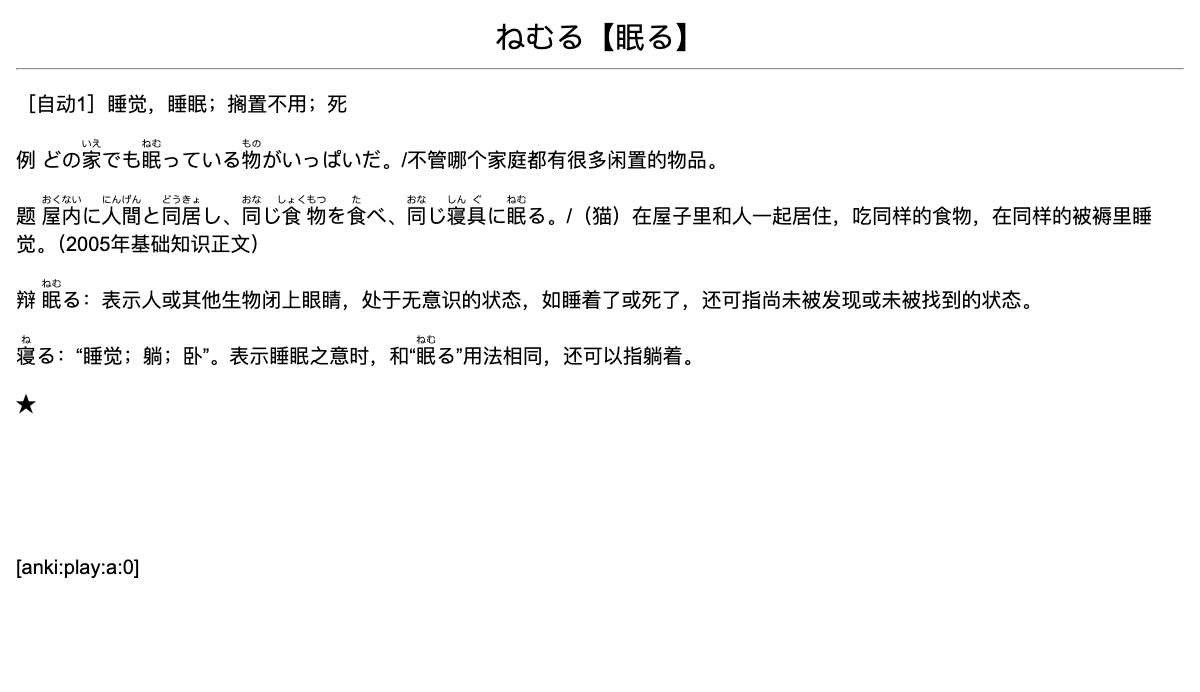 ねむる【眠る】
［自动1］睡觉，睡眠；搁置不用；死
いえ ねむ もの
例 どの家でも眠っている物がいっぱいだ。/不管哪个家庭都有很多闲置的物品。
おくない にんげん どうきょ おな しょくもつ た おな しん ぐ ねむ
题 屋内に人間と同居し、同じ食物を食べ、同じ寝具に眠る。/（猫）在屋子里和人一起居住，吃同样的食物，在同样的被褥里睡
觉。（2005年基础知识正文）
ねむ
辩 眠る：表示人或其他生物闭上眼睛，处于无意识的状态，如睡着了或死了，还可指尚未被发现或未被找到的状态。
ね ねむ
寝る：“睡觉；躺；卧”。表示睡眠之意时，和“眠る”用法相同，还可以指躺着。
★
[anki:play:a:0]